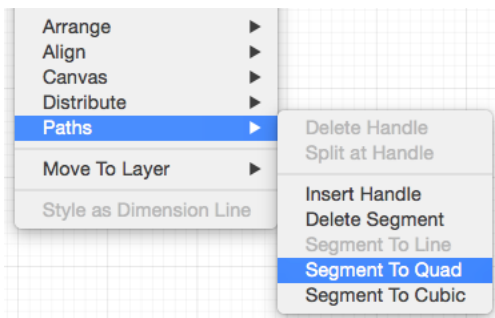 Arrange
Align
Canvas
Distribute
Paths
Move To Layer
Style as Dimension Line
Delete Handle
Split at Handle
Insert Handle
Delete Segment
Segment To Line
Segment To Quad
Segment To Cubic